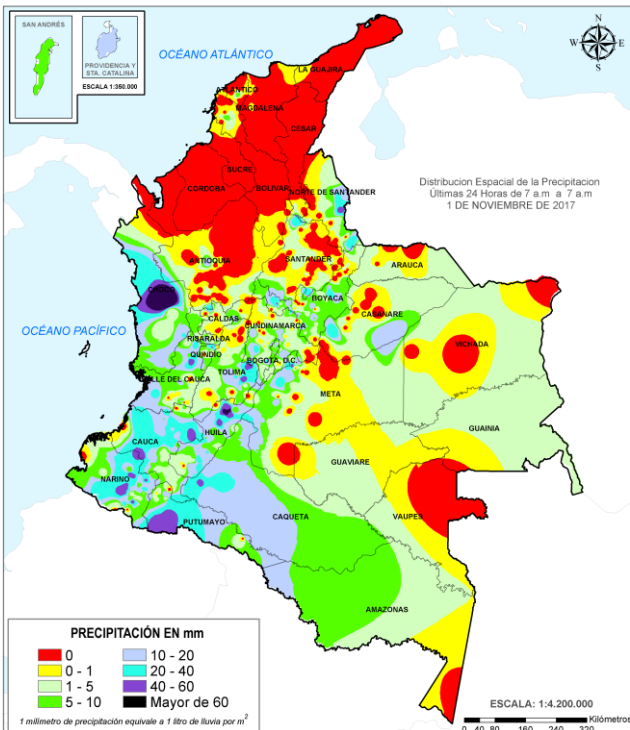 SAN ANDRÉS
PROVIDENCIA Y
STA. CATALINA
ESCALA 1:350.000
OCÉANO ATLÁNTICO
N
W
E
S
LA GUAJIRA
ATLANTICO
MAGDALENA
CESAR
SUCRE
CORDOBA
BOLIVAR
NORTE DE SANTANDER
Distribucion Espacial de la Precipitacion
Últimas 24 Horas de 7 a.m a 7 a.m
1 DE NOVIEMBRE DE 2017
ANTIOQUIA
SANTANDER
ARAUCA
CHOCO
BOYACA
OCÉANO PACÍFICO
CALDAS
CUNDINAMARCA
CASANARE
RISARALDA
VICHADA
QUINDIO
BOGOTA, D.C.
VALLE DEL CAUCA
TOLIMA
META
GUAINIA
CAUCA
HUILA
GUAVIARE
NARIÑO
PUTUMAYO
CAQUETA
VAUPES
AMAZONAS
PRECIPITACIÓN EN mm
0
0 - 1
1 - 5
5 - 10
10 - 20
20 - 40
40 - 60
Mayor de 60
1 milimetro de precipitación equivale a 1 litro de lluvia por m2
ESCALA: 1:4.200.000
Kilómetros
0 40 80 160 240 320